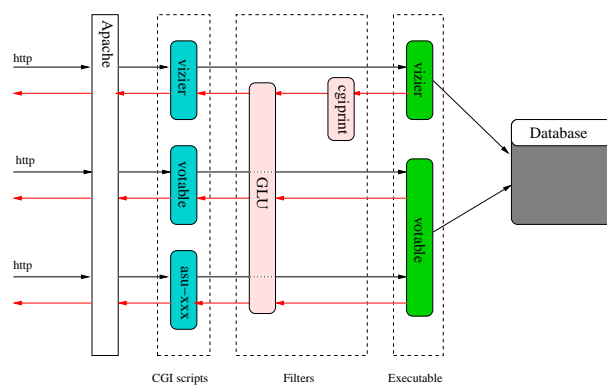 Apache
http
vizier
vizier
cgiprint
Database
http
votable
GLU
votable
http
asu-xxx
CGI scripts
Filters
Executable